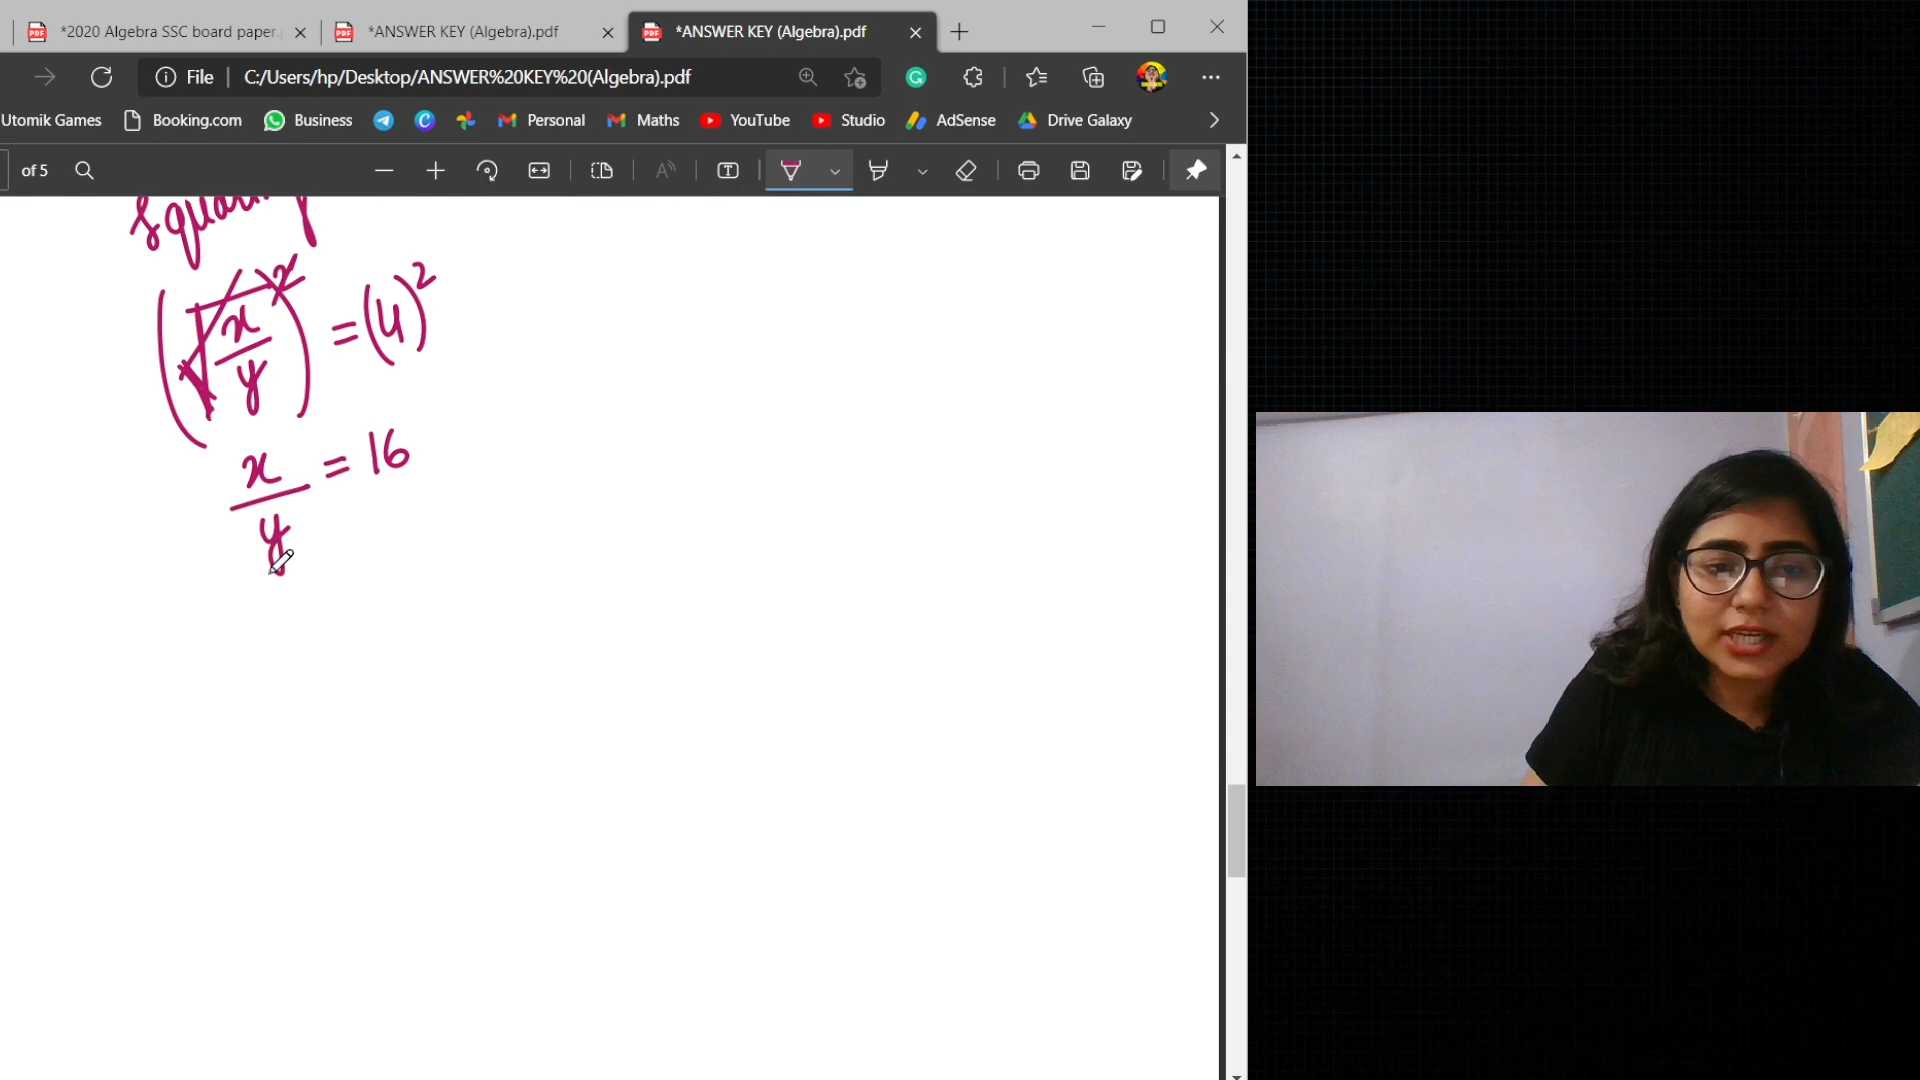 *2020 Algebra SSC board paper.p
*ANSWER KEY (Algebra).pdf
*ANSWER KEY (Algebra).pdf
File C:/Users/hp/Desktop/ANSWER%20KEY%20(Algebra).pdf
Utomik Games Booking.com Business Personal Maths YouTube Studio AdSense Drive Galaxy
of 5
squaring
(√x/y)² = (4)²
x/y = 16